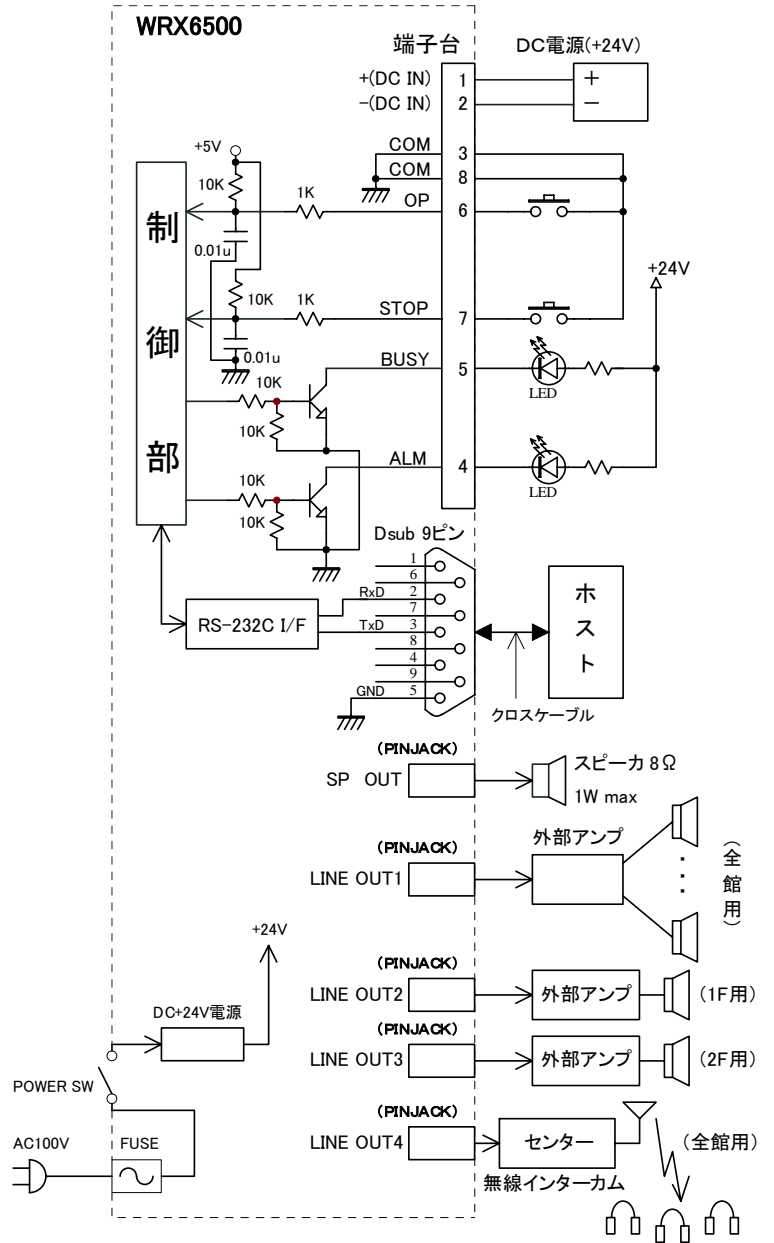 WRX6500
端子台
DC電源(+24V)
+(DC IN)
1
+
-(DC IN)
2
-
COM
3
COM
8
+5V
10K
1K
OP
6
制
0.01u
+24V
10K
1K
STOP
7
御
0.01u
BUSY
5
LED
10K
10K
部
ALM
4
LED
10K
10K
Dsub 9ピン
1
6
RxD
2
7
TxD
3
8
4
9
GND
5
RS-232C I/F
ホスト
クロスケーブル
(PINJACK)
SP OUT
スピーカ 8Ω
1W max
(PINJACK)
外部アンプ
LINE OUT1
(全館用)
+24V
(PINJACK)
LINE OUT2
外部アンプ
(1F用)
DC+24V電源
(PINJACK)
LINE OUT3
外部アンプ
(2F用)
POWER SW
(PINJACK)
LINE OUT4
センター
(全館用)
無線インターカム
AC100V
FUSE